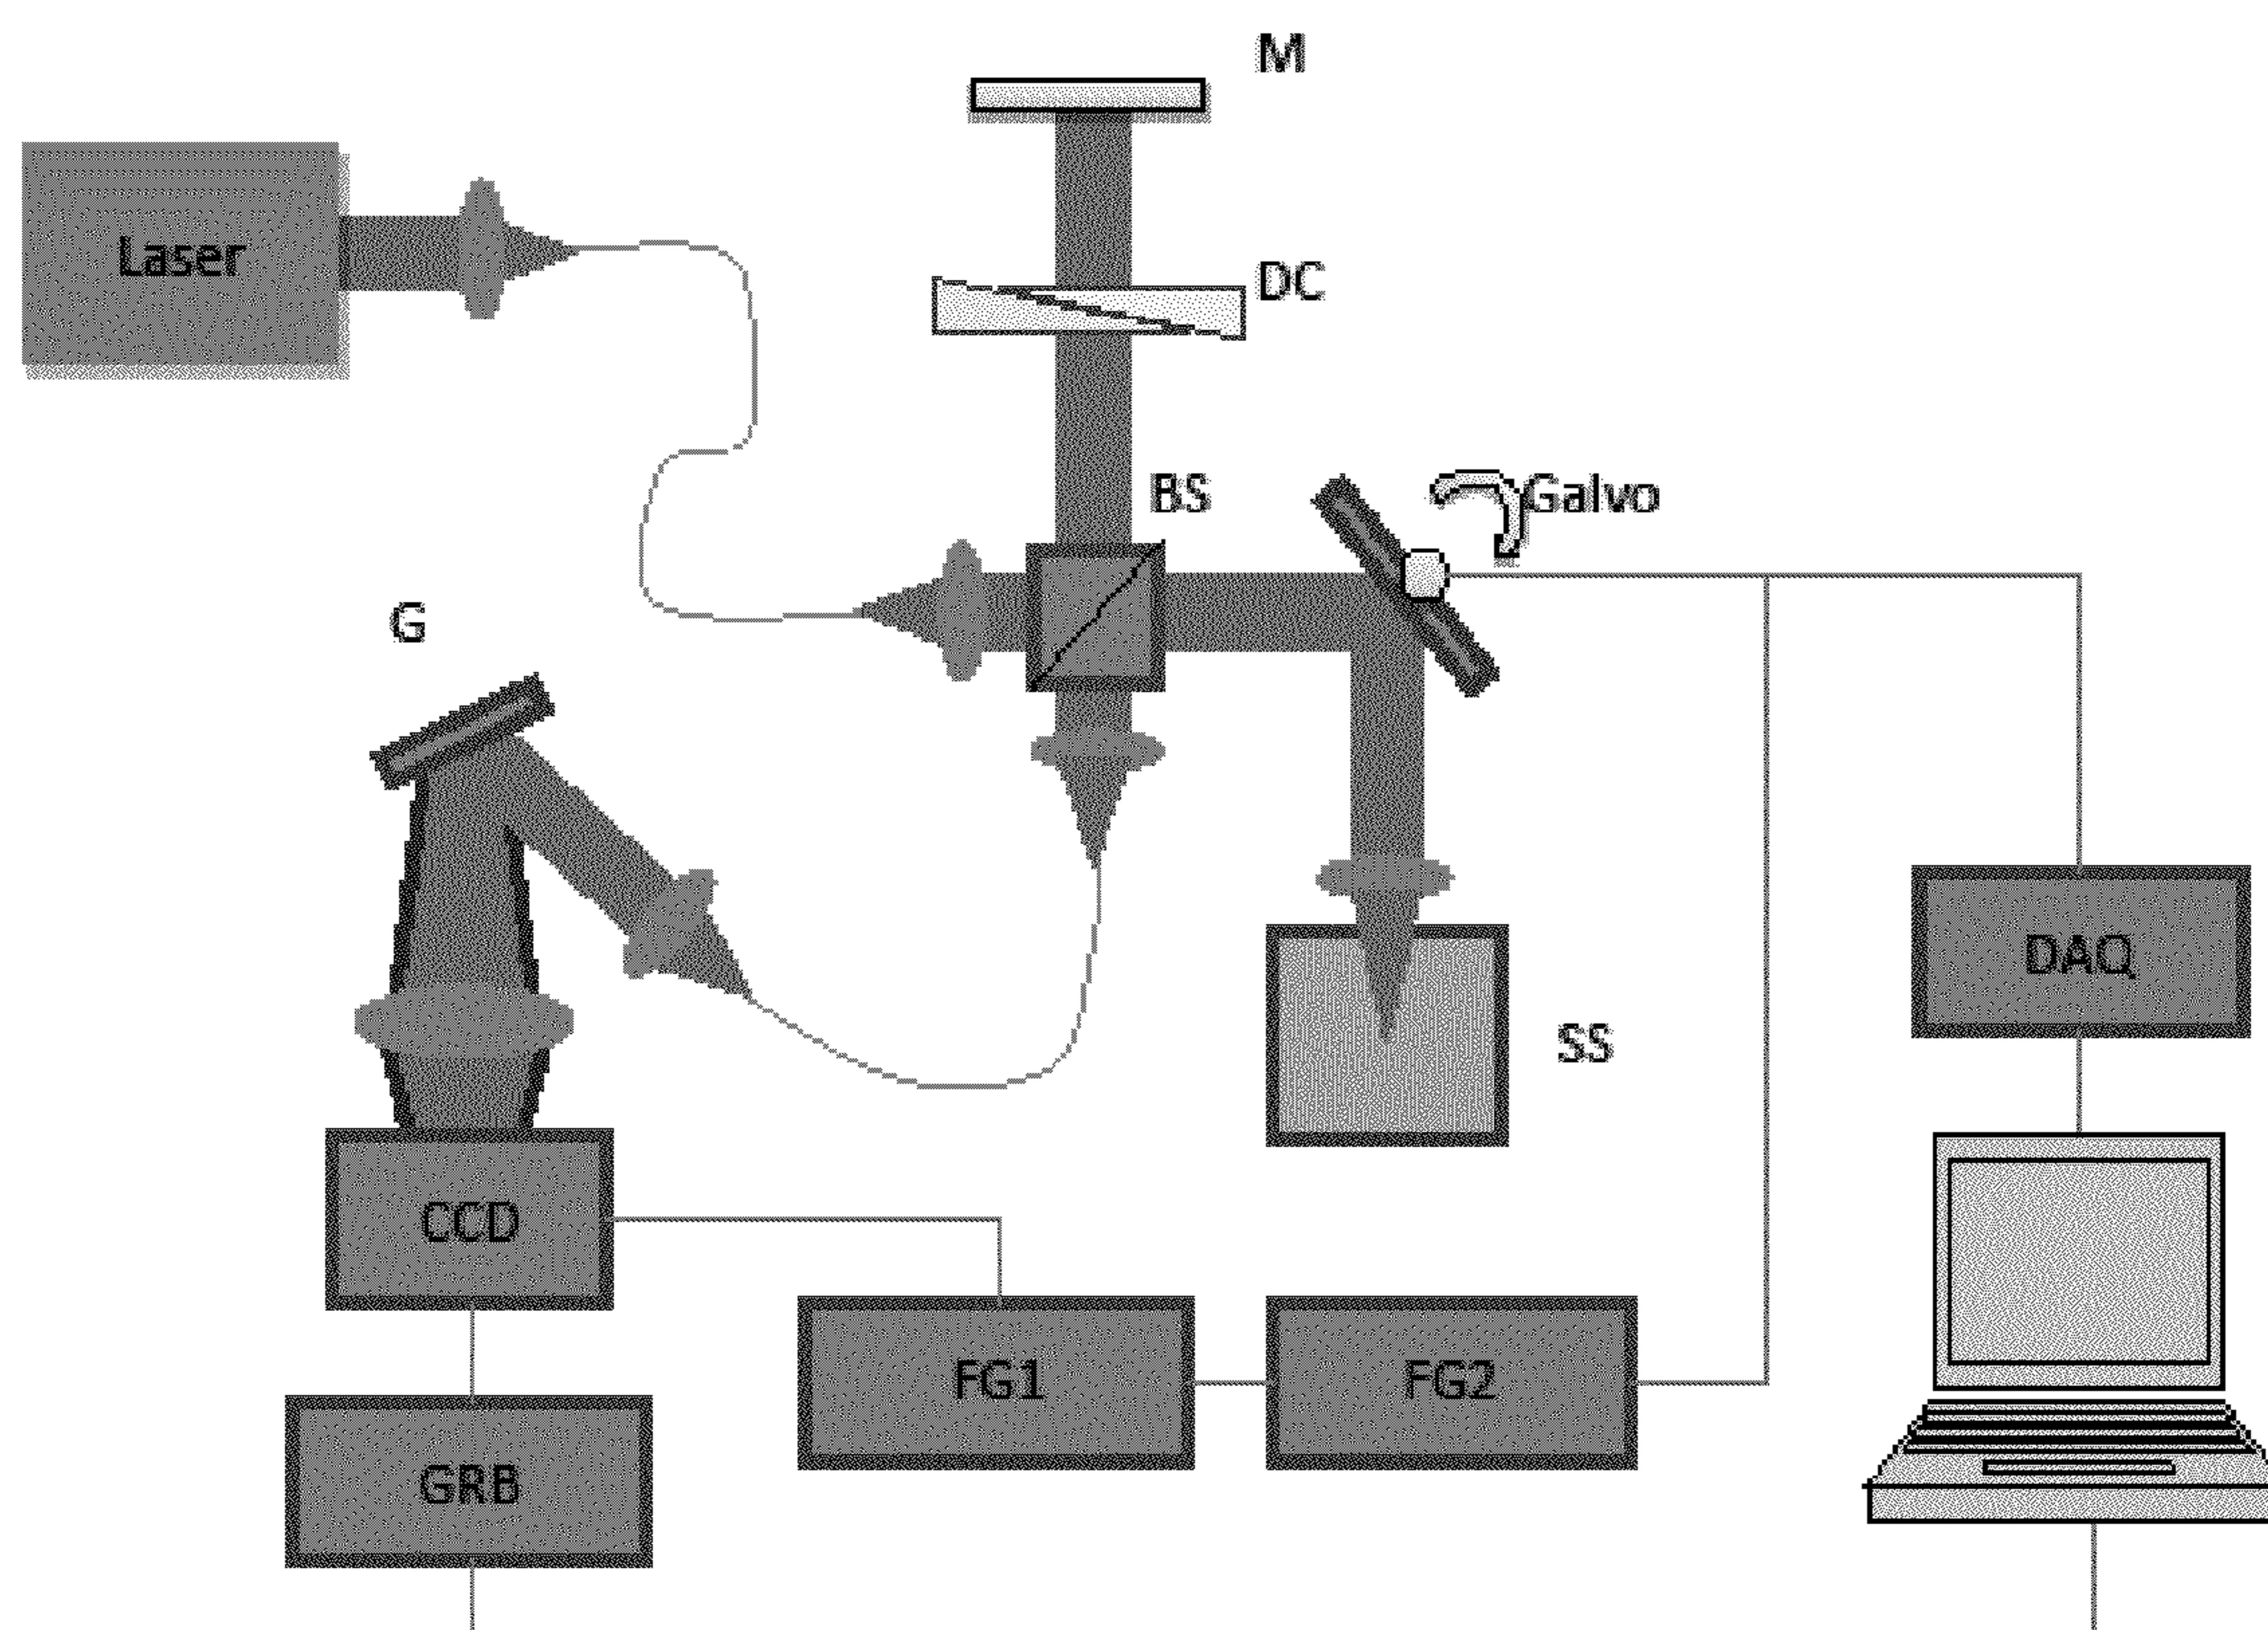 M
Laser
DC
BS
Galvo
G
DAQ
SS
CCD
FG1
FG2
GRB